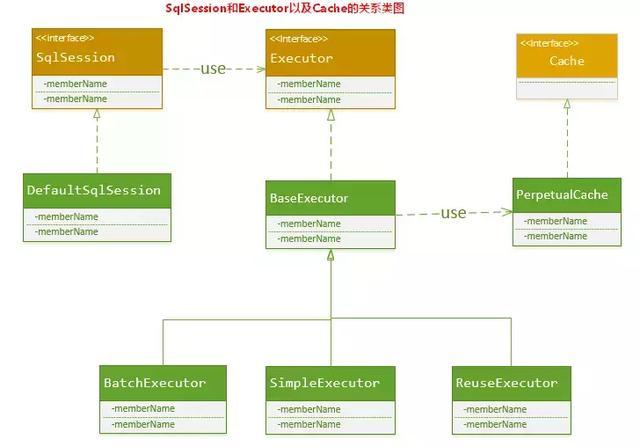 SqlSession和Executor以及Cache的关系类图
<<interface>>
SqlSession
-memberName
-memberName
use
<<Interface>>
Executor
-memberName
-memberName
<<Interface>>
Cache
DefaultSqlSession
-memberName
-memberName
BaseExecutor
-memberName
-memberName
use
PerpetualCache
-memberName
-memberName
BatchExecutor
-memberName
-memberName
SimpleExecutor
-memberName
-memberName
ReuseExecutor
-memberName
-memberName